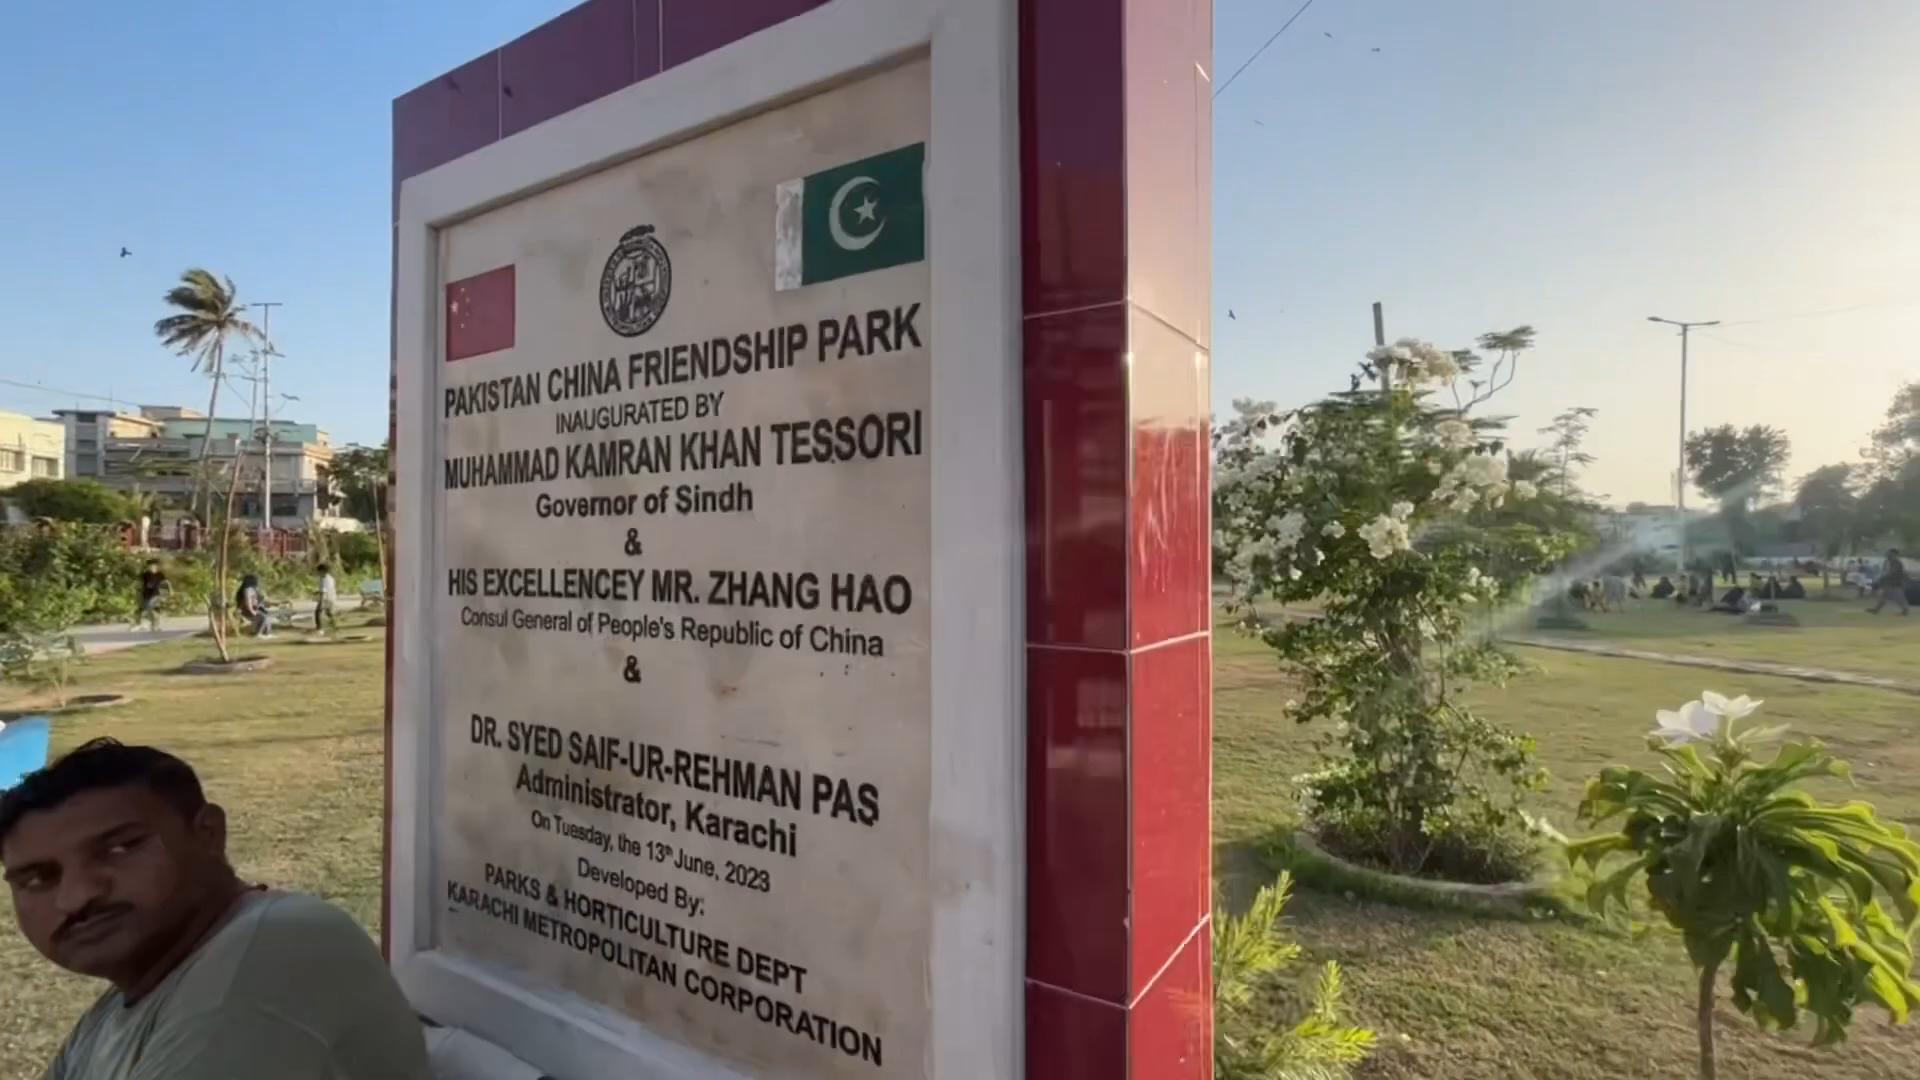 PAKISTAN CHINA FRIENDSHIP PARK
INAUGURATED BY
MUHAMMAD KAMRAN KHAN TESSORI
Governor of Sindh
&
HIS EXCELLENCEY MR. ZHANG HAO
Consul General of People's Republic of China
&
DR. SYED SAIF-UR-REHMAN PAS
Administrator, Karachi
On Tuesday, the 13th June, 2023
Developed By:
PARKS & HORTICULTURE DEPT
KARACHI METROPOLITAN CORPORATION